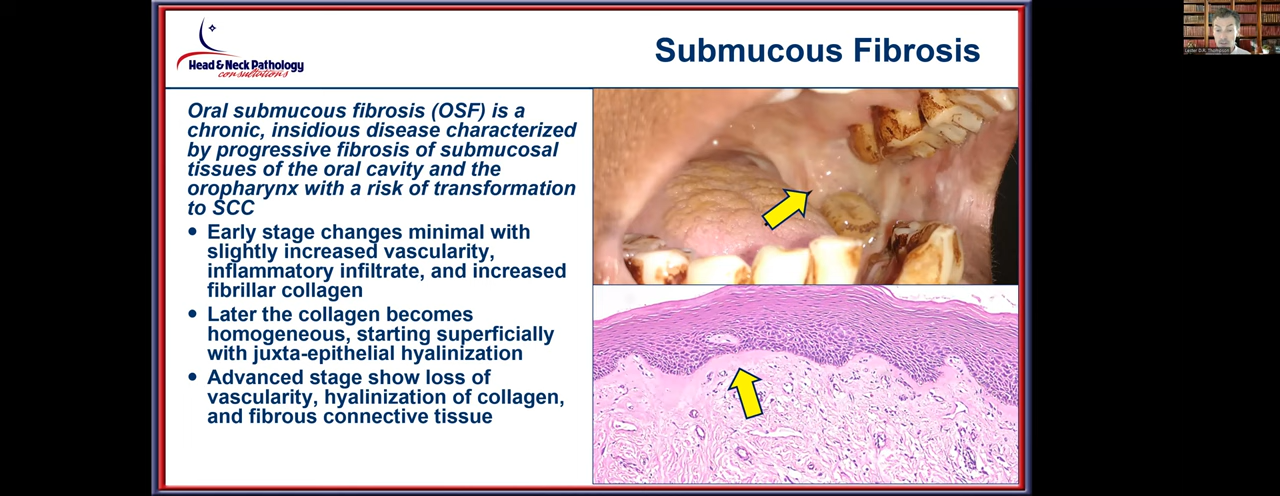 Head & Neck Pathology
consultations
Submucous Fibrosis
Oral submucous fibrosis (OSF) is a
chronic, insidious disease characterized
by progressive fibrosis of submucosal
tissues of the oral cavity and the
oropharynx with a risk of transformation
to SCC
• Early stage changes minimal with
slightly increased vascularity,
inflammatory infiltrate, and increased
fibrillar collagen
• Later the collagen becomes
homogeneous, starting superficially
with juxta-epithelial hyalinization
• Advanced stage show loss of
vascularity, hyalinization of collagen,
and fibrous connective tissue
Lester D.R. Thompson